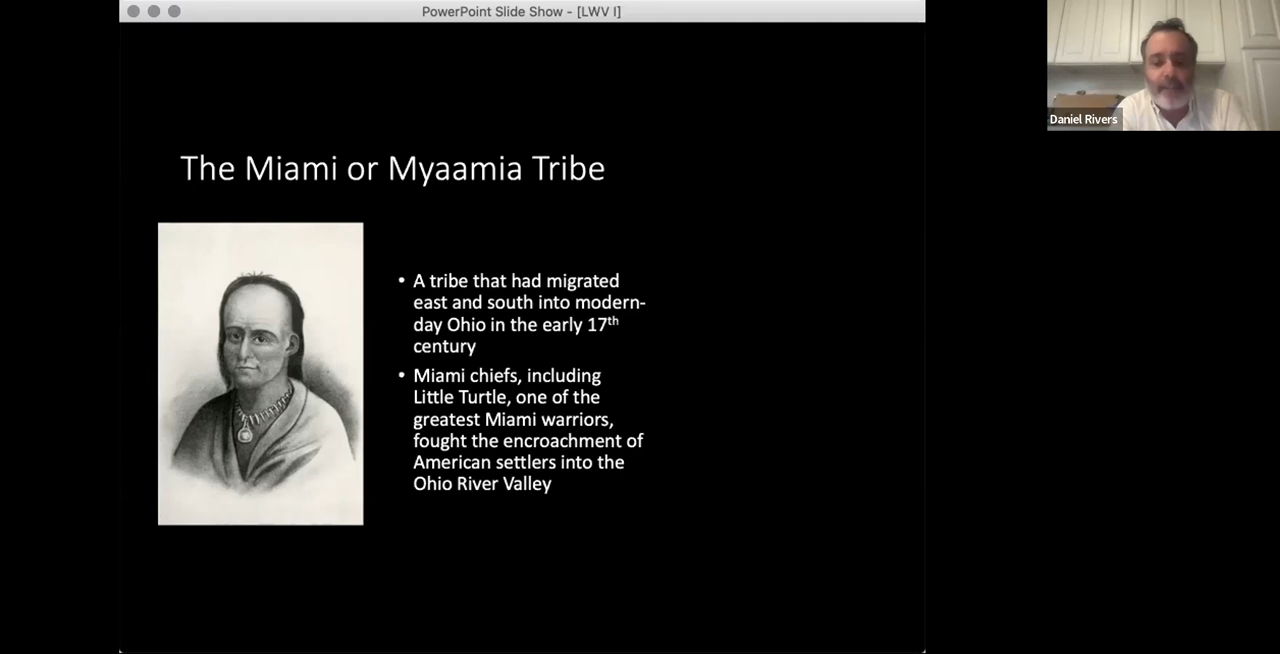 PowerPoint Slide Show - [LWV I]
Daniel Rivers
The Miami or Myaamia Tribe
• A tribe that had migrated
east and south into modern-
day Ohio in the early 17th
century
• Miami chiefs, including
Little Turtle, one of the
greatest Miami warriors,
fought the encroachment of
American settlers into the
Ohio River Valley